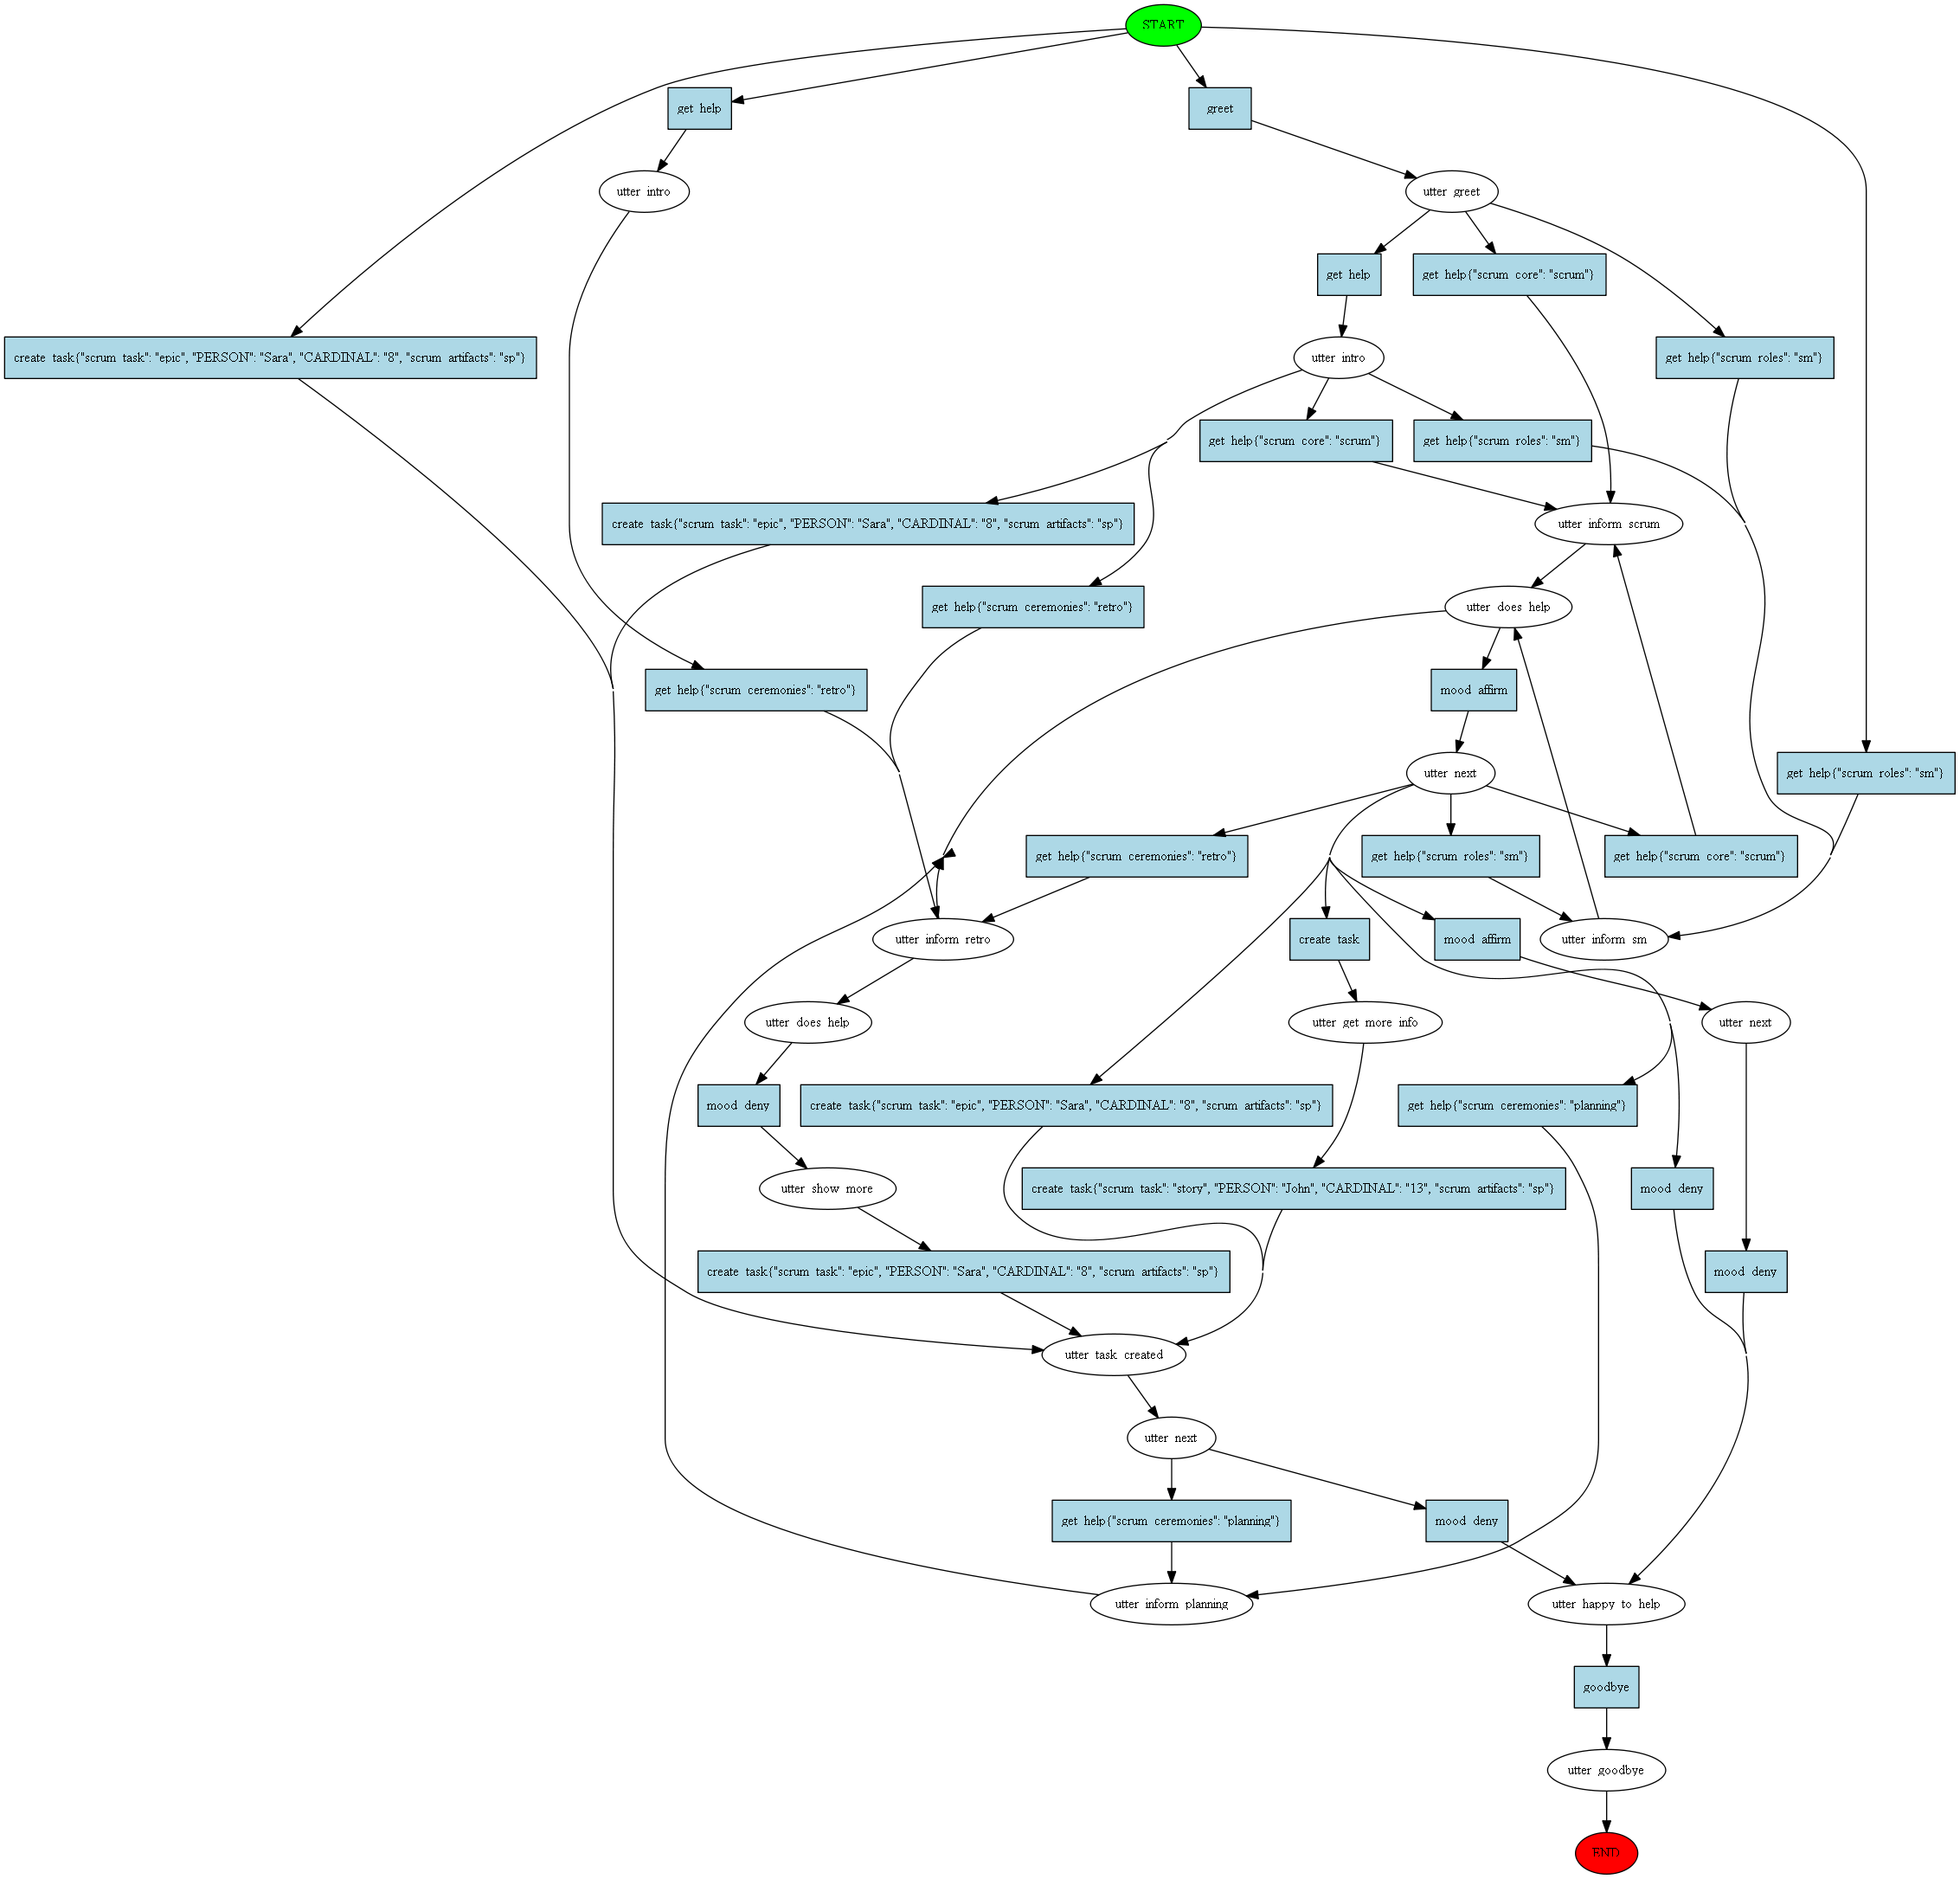 START
get help
greet
utter intro
utter greet
get help
get help{"scrum core": "scrum"}
create task{"scrum task": "epic", "PERSON": "Sara", "CARDINAL": "8", "scrum artifacts": "sp"}
utter intro
get help{"scrum roles": "sm"}
get help{"scrum core": "scrum"}
get help{"scrum roles": "sm"}
create task{"scrum task": "epic", "PERSON": "Sara", "CARDINAL": "8", "scrum artifacts": "sp"}
utter inform scrum
get help{"scrum ceremonies": "retro"}
utter does help
get help{"scrum ceremonies": "retro"}
mood affirm
utter next
get help{"scrum roles": "sm"}
get help{"scrum ceremonies": "retro"}
get help{"scrum roles": "sm"}
get help{"scrum core": "scrum"}
utter inform retro
create task
mood affirm
utter inform sm
utter does help
utter get more info
utter next
mood deny
create task{"scrum task": "epic", "PERSON": "Sara", "CARDINAL": "8", "scrum artifacts": "sp"}
get help{"scrum ceremonies": "planning"}
utter show more
create task{"scrum task": "story", "PERSON": "John", "CARDINAL": "13", "scrum artifacts": "sp"}
mood deny
create task{"scrum task": "epic", "PERSON": "Sara", "CARDINAL": "8", "scrum artifacts": "sp"}
mood deny
utter task created
utter next
get help{"scrum ceremonies": "planning"}
mood deny
utter inform planning
utter happy to help
goodbye
utter goodbye
END